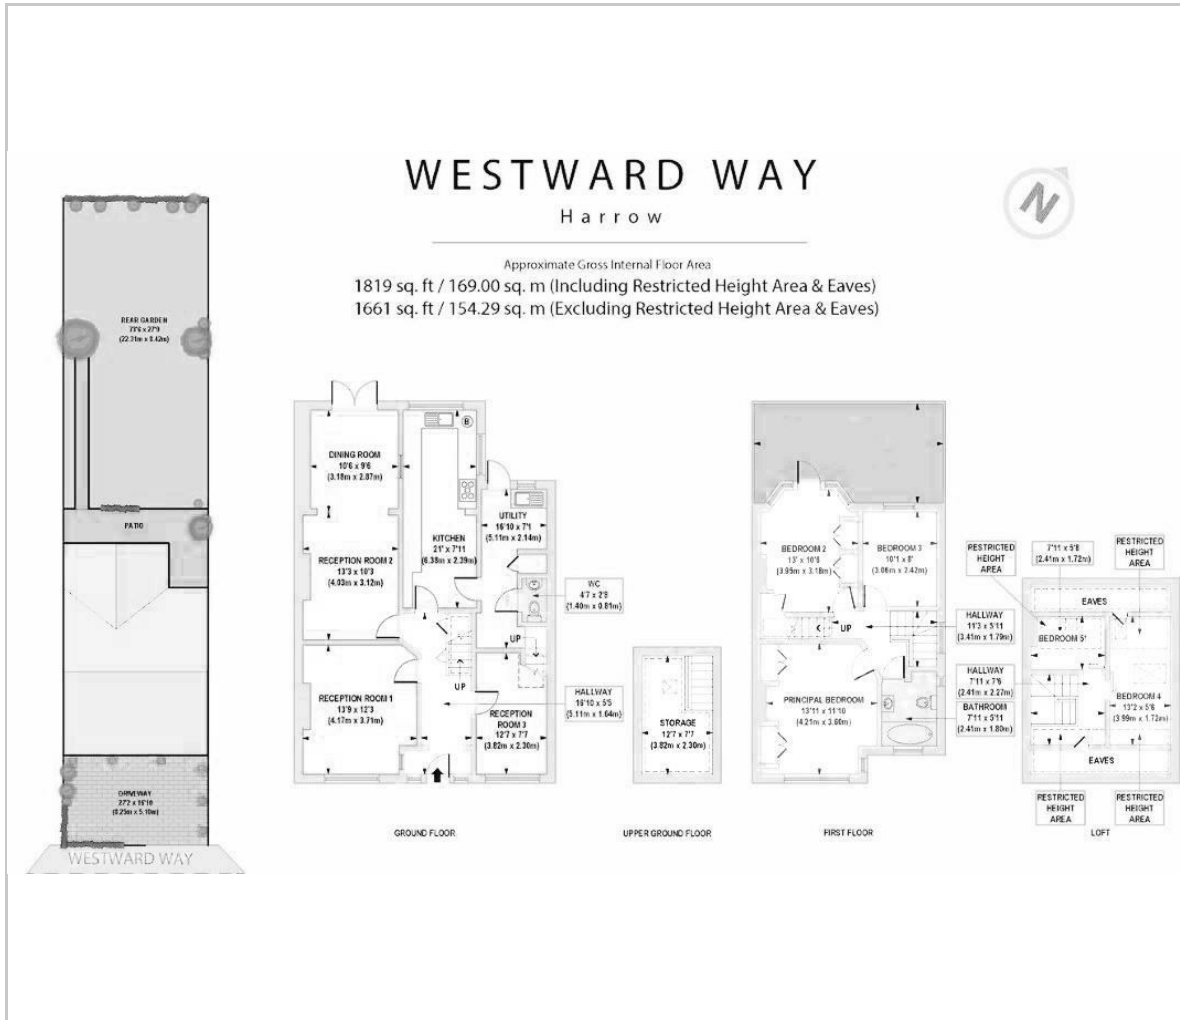 WESTWARD WAY
Harrow
N
Approximate Gross Internal Floor Area
1819 sq. ft / 169.00 sq. m (Including Restricted Height Area & Eaves)
1661 sq. ft / 154.29 sq. m (Excluding Restricted Height Area & Eaves)
REAR GARDEN
(22.31m x 8.42m)
PATIO
DRIVEWAY
27'2 x 16'10
WESTWARD WAY
DINING ROOM
10'6 x 9'6
(3.18m x 2.87m)
B
KITCHEN
21' x 7'11
(6.38m x 2.39m)
UTILITY
16'10 x 7'1
(5.11m x 2.14m)
RECEPTION ROOM 2
13'3 x 10'3
(4.03m x 3.12m)
WC
4'7 x 2'8
(1.40m x 0.81m)
UP
UP
RECEPTION ROOM 1
13'9 x 12'3
(4.17m x 3.71m)
RECEPTION
ROOM 3
12'7 x 7'7
(3.82m x 2.30m)
HALLWAY
16'10 x 5'5
(5.11m x 1.64m)
GROUND FLOOR
STORAGE
12'7 x 7'7
(3.82m x 2.30m)
UPPER GROUND FLOOR
BEDROOM 2
13' x 10'5
(3.95m x 3.18m)
BEDROOM 3
10'1 x 8'
(3.06m x 2.42m)
UP
HALLWAY
11'3 x 5'11
(3.41m x 1.79m)
PRINCIPAL BEDROOM
13'11 x 11'10
(4.21m x 3.60m)
HALLWAY
7'11 x 7'6
(2.41m x 2.27m)
BATHROOM
7'11 x 5'11
(2.41m x 1.80m)
FIRST FLOOR
RESTRICTED
HEIGHT
AREA
7'11 x 5'8
(2.41m x 1.72m)
RESTRICTED
HEIGHT
AREA
EAVES
BEDROOM 5'
BEDROOM 4
13'2 x 5'8
(3.99m x 1.72m)
EAVES
RESTRICTED
HEIGHT
AREA
RESTRICTED
HEIGHT
AREA
LOFT